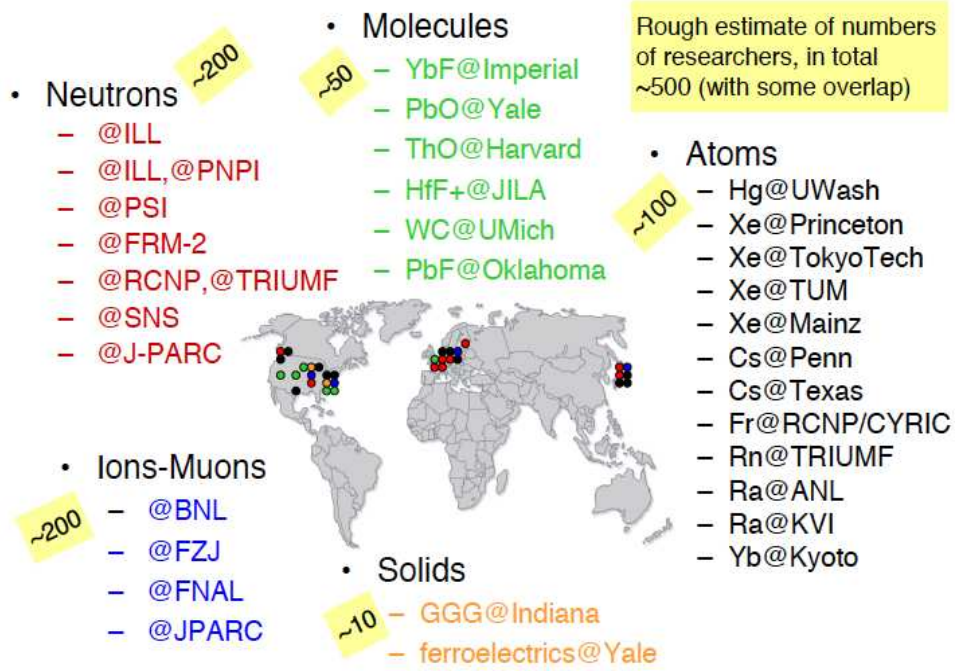 • Neutrons
~200
– @ILL
– @ILL,@PNPI
– @PSI
– @FRM-2
– @RCNP,@TRIUMF
– @SNS
– @J-PARC
• Molecules
~50
– YbF@Imperial
– PbO@Yale
– ThO@Harvard
– HfF+@JILA
– WC@UMich
– PbF@Oklahoma
Rough estimate of numbers
of researchers, in total
~500 (with some overlap)
• Atoms
~100
– Hg@UWash
– Xe@Princeton
– Xe@TokyoTech
– Xe@TUM
– Xe@Mainz
– Cs@Penn
– Cs@Texas
– Fr@RCNP/CYRIC
– Rn@TRIUMF
– Ra@ANL
– Ra@KVI
– Yb@Kyoto
• Ions-Muons
~200
– @BNL
– @FZJ
– @FNAL
– @JPARC
• Solids
~10
– GGG@Indiana
– ferroelectrics@Yale